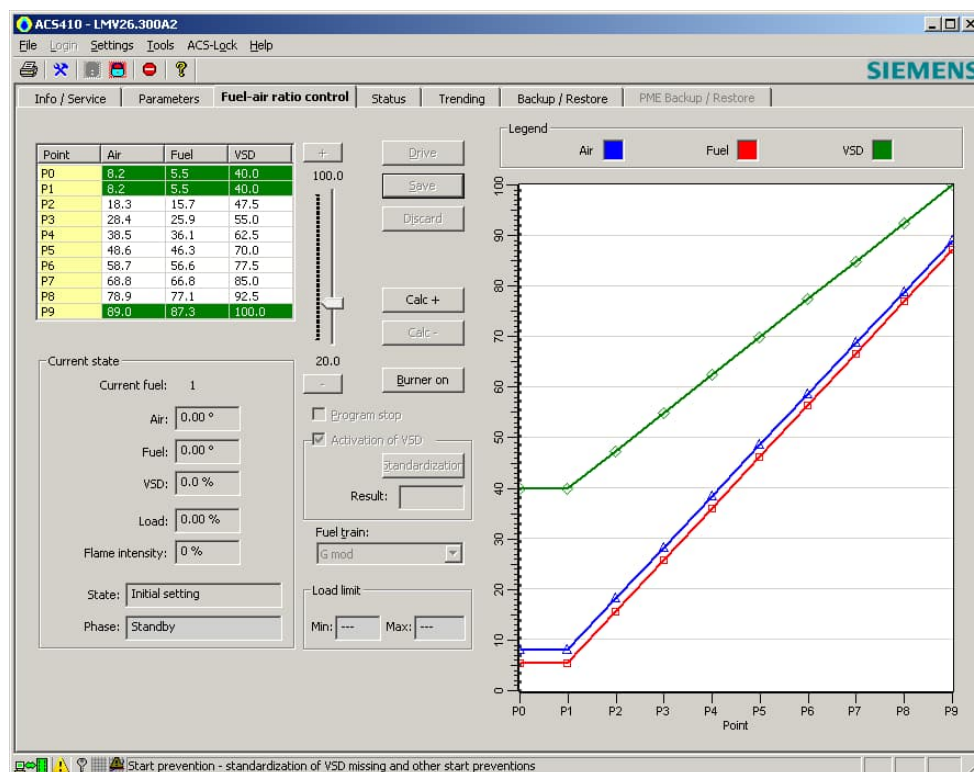 ACS410 - LMV26.300A2
File Login Settings Tools ACS-Lock Help
SIEMENS
Info / Service Parameters Fuel-air ratio control Status Trending Backup / Restore PME Backup / Restore
Point Air Fuel VSD
P0 8.2 5.5 40.0
P1 8.2 5.5 40.0
P2 18.3 15.7 47.5
P3 28.4 25.9 55.0
P4 38.5 36.1 62.5
P5 48.6 46.3 70.0
P6 58.7 56.6 77.5
P7 68.8 66.8 85.0
P8 78.9 77.1 92.5
P9 89.0 87.3 100.0
+
100.0
20.0
-
Drive
Save
Discard
Calc +
Calc -
Burner on
Current state
Current fuel: 1
Air: 0.00 °
Fuel: 0.00 °
VSD: 0.0 %
Load: 0.00 %
Flame intensity: 0 %
State: Initial setting
Phase: Standby
Program stop
Activation of VSD
Standardization
Result:
Fuel train:
G mod
Load limit
Min: --- Max: ---
Legend
Air Fuel VSD
100
90
80
70
60
50
40
30
20
10
0
P0 P1 P2 P3 P4 P5 P6 P7 P8 P9
Point
Start prevention - standardization of VSD missing and other start preventions